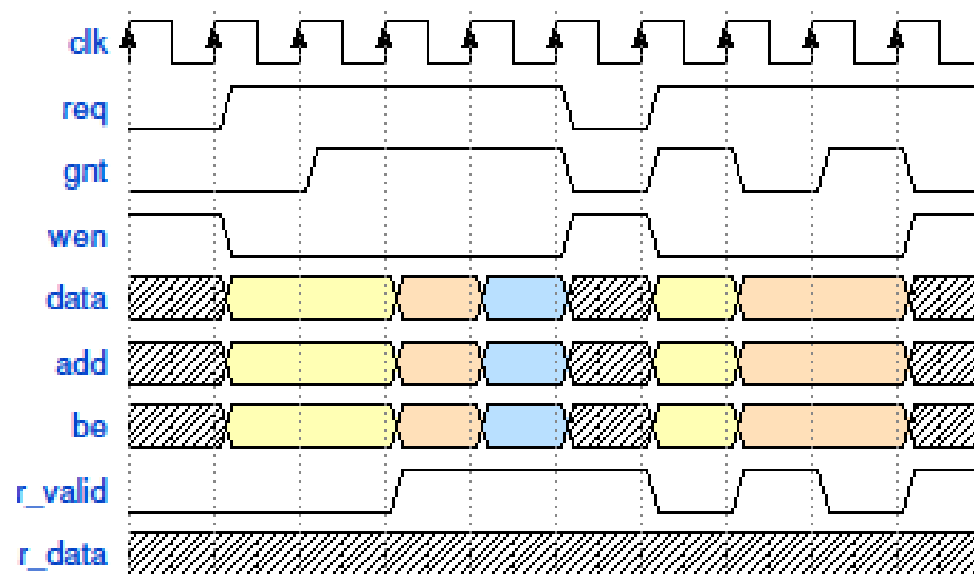 clk
req
gnt
wen
data
add
be
r_valid
r_data